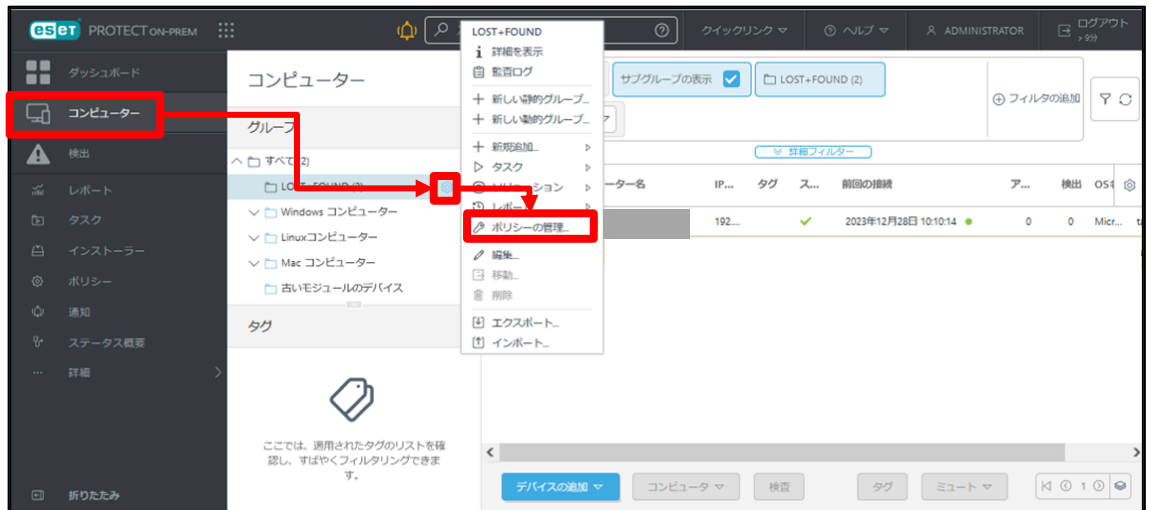 eset PROTECT ON-PREM
クイックリンク
ヘルプ
ADMINISTRATOR
ログアウト
> 9分
ダッシュボード
コンピューター
検出
レポート
タスク
インストーラー
ポリシー
通知
ステータス概要
詳細
折りたたみ
コンピューター
グループ
すべて (2)
LOST+FOUND (2)
Windows コンピューター
Linuxコンピューター
Mac コンピューター
古いモジュールのデバイス
タグ
ここでは、適用されたタグのリストを確
認し、すばやくフィルタリングできま
す。
LOST+FOUND
詳細を表示
監査ログ
新しい静的グループ...
新しい動的グループ...
新規追加...
タスク
レポート
ポリシーの管理...
編集...
移動...
削除
エクスポート...
インポート...
サブグループの表示
LOST+FOUND (2)
フィルタの追加
詳細フィルター
ーター名 IP... タグ ス... 前回の接続 ア... 検出 OS
192.... 2023年12月28日 10:10:14 0 0 Micr...
デバイスの追加
コンピュータ
検査
タグ
ミュート
1